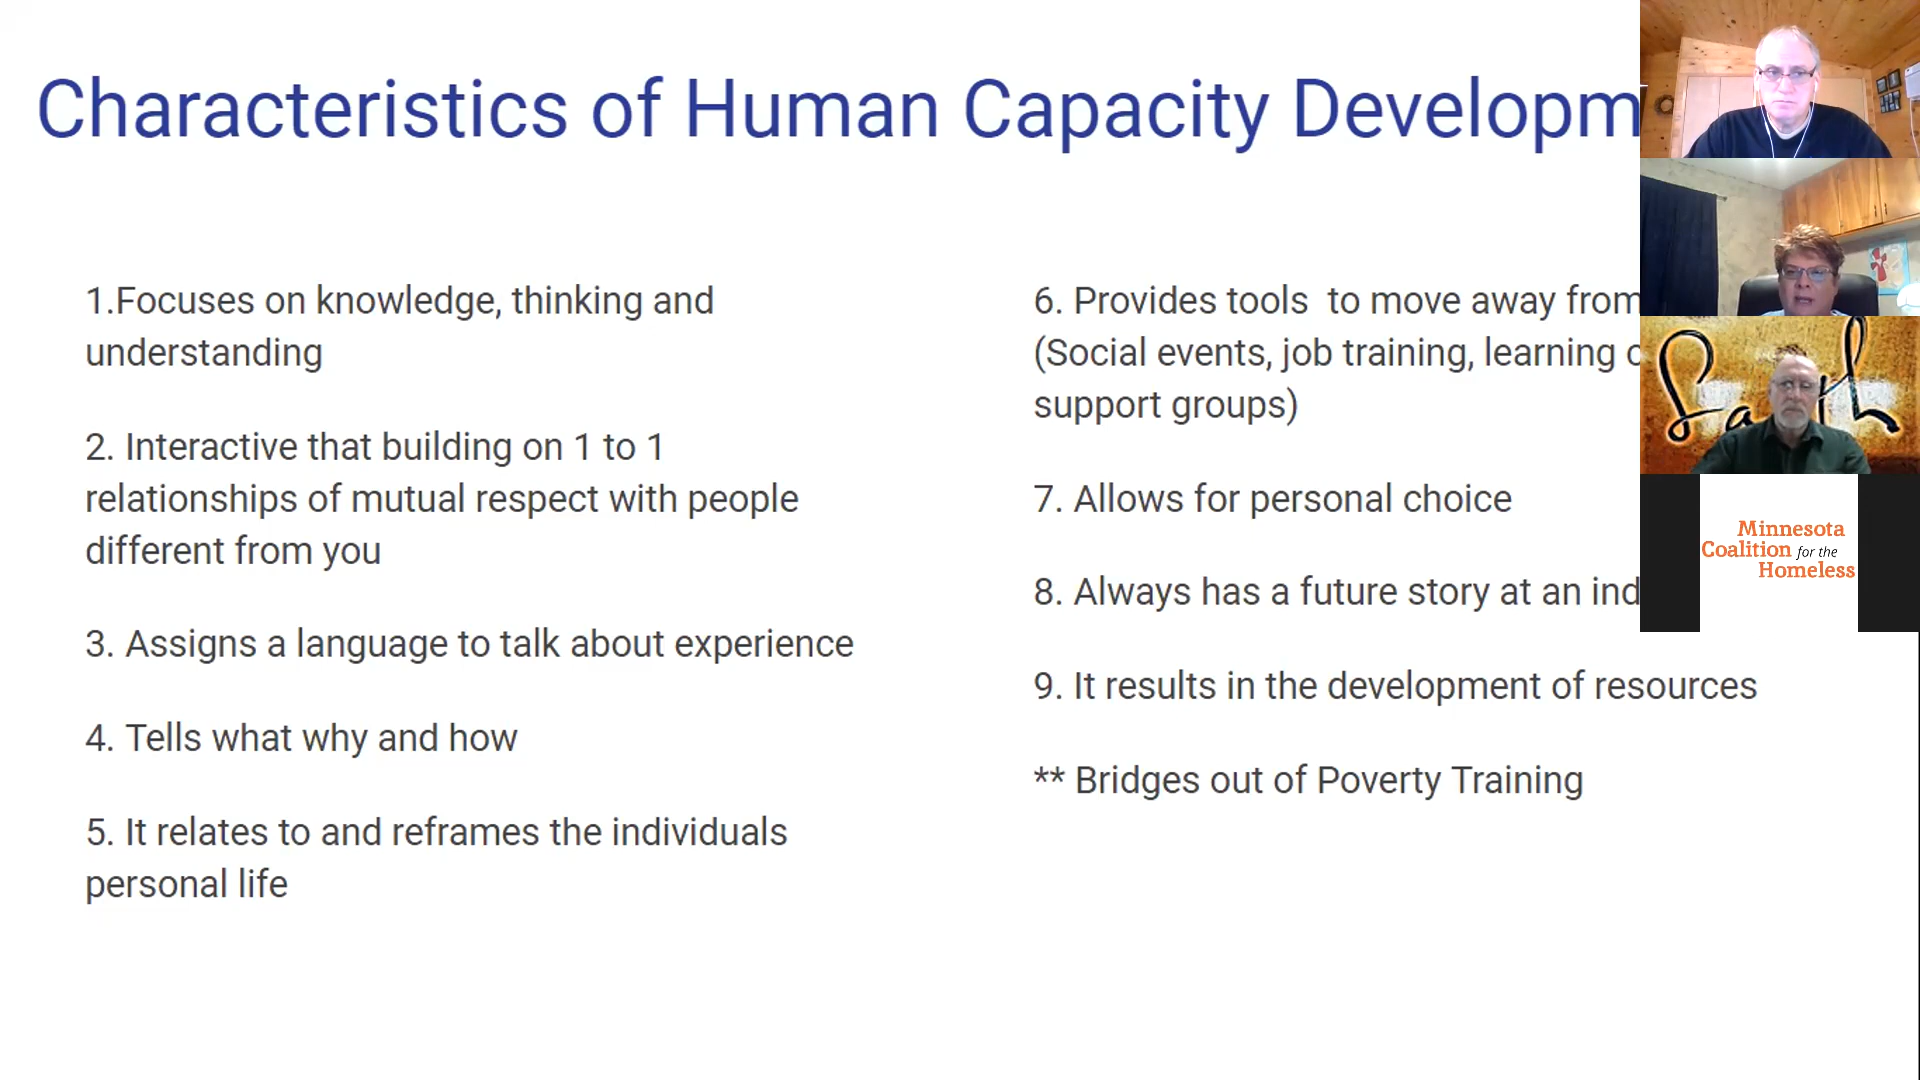 Characteristics of Human Capacity
1.Focuses on knowledge, thinking and
understanding
2. Interactive that building on 1 to 1
relationships of mutual respect with people
different from you
3. Assigns a language to talk about experience
4. Tells what why and how
5. It relates to and reframes the individuals
personal life
6. Provides tools  to move away from
(Social events, job training, learning
support groups)
7. Allows for personal choice
8. Always has a future story at an
9. It results in the development of resources
** Bridges out of Poverty Training
Minnesota
Coalition for the
Homeless